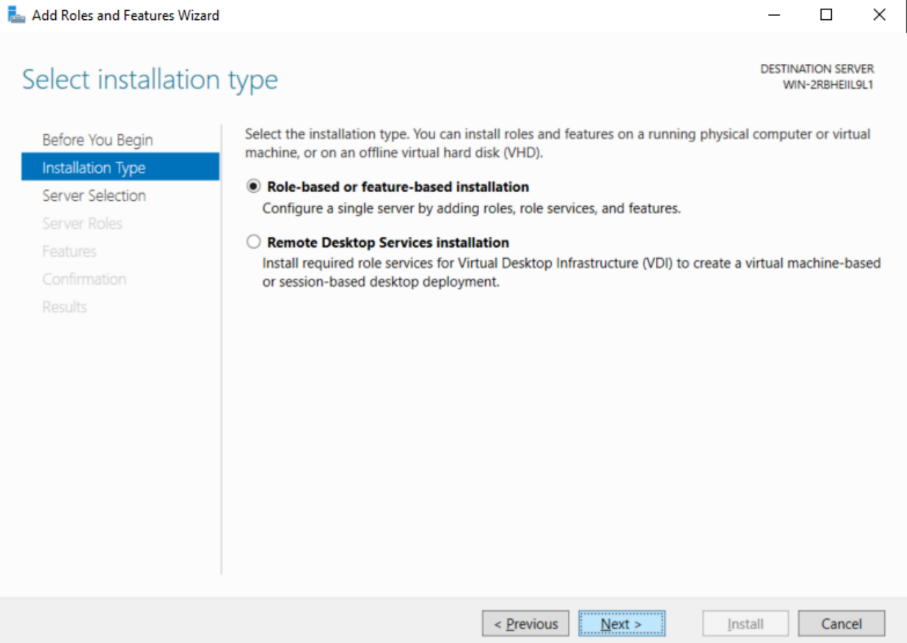 Add Roles and Features Wizard
Select installation type
DESTINATION SERVER
WIN-2RBHEIIL9L1
Before You Begin
Installation Type
Server Selection
Server Roles
Features
Confirmation
Results
Select the installation type. You can install roles and features on a running physical computer or virtual
machine, or on an offline virtual hard disk (VHD).
Role-based or feature-based installation
Configure a single server by adding roles, role services, and features.
Remote Desktop Services installation
Install required role services for Virtual Desktop Infrastructure (VDI) to create a virtual machine-based
or session-based desktop deployment.
< Previous
Next >
Install
Cancel